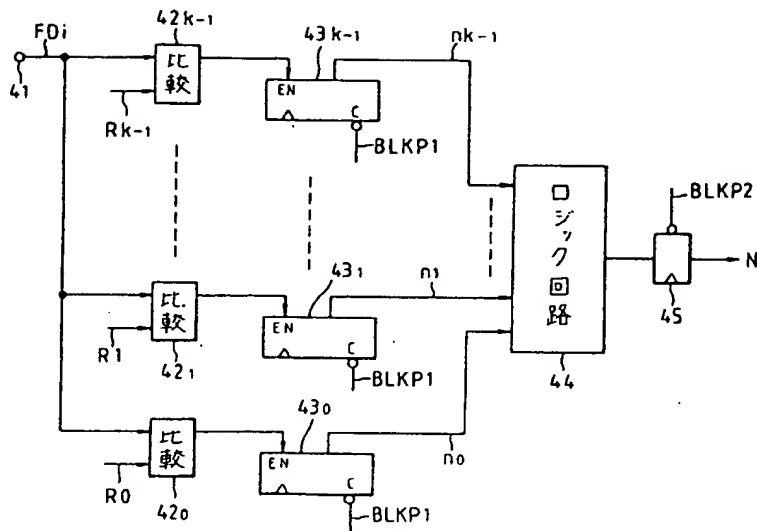 FDi
41
42k-1
比較
Rk-1
43k-1
EN
C
BLKP1
nk-1
ロジック回路
44
BLKP2
45
N
比較
R1
421
431
EN
C
BLKP1
n1
比較
R0
420
430
EN
C
BLKP1
n0